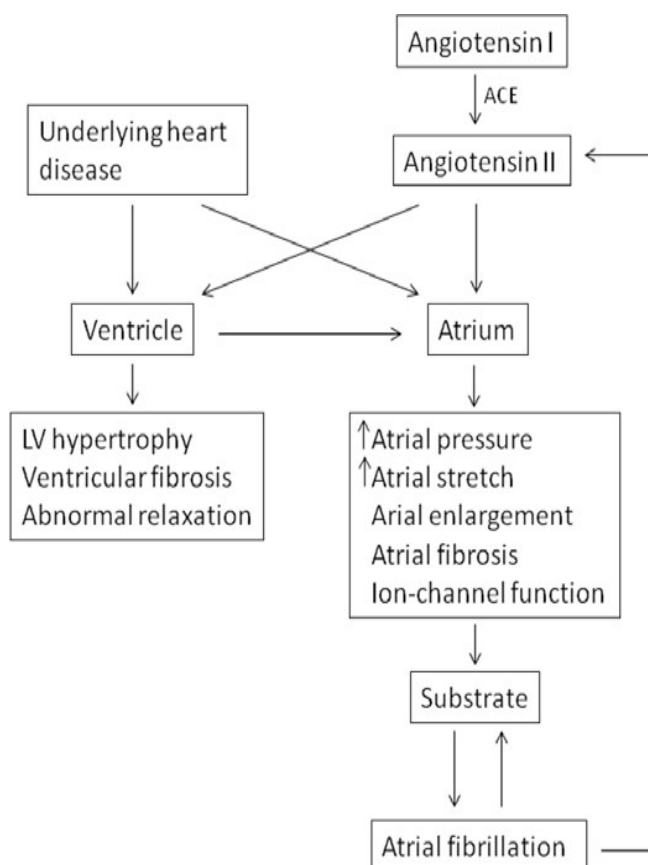 Angiotensin I
ACE
Underlying heart
disease
Angiotensin II
Ventricle
Atrium
LV hypertrophy
Ventricular fibrosis
Abnormal relaxation
↑Atrial pressure
↑Atrial stretch
Arial enlargement
Atrial fibrosis
Ion-channel function
Substrate
Atrial fibrillation